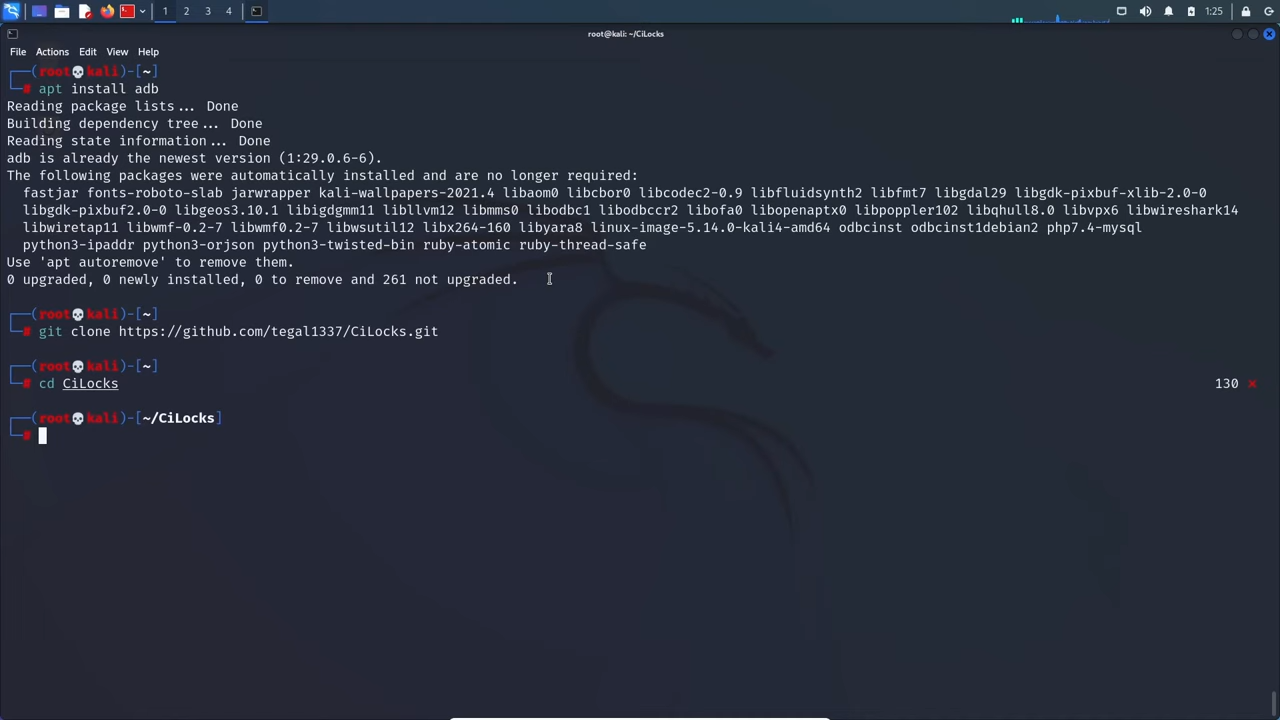 1 2 3 4 1:25
root@kali: ~/CiLocks
File Actions Edit View Help
┌──(root💀kali)-[~]
└─# apt install adb
Reading package lists... Done
Building dependency tree... Done
Reading state information... Done
adb is already the newest version (1:29.0.6-6).
The following packages were automatically installed and are no longer required:
fastjar fonts-roboto-slab jarwrapper kali-wallpapers-2021.4 libaom0 libcbor0 libcodec2-0.9 libfluidsynth2 libfmt7 libgdal29 libgdk-pixbuf-xlib-2.0-0
libgdk-pixbuf2.0-0 libgeos3.10.1 libigdgmm11 libllvm12 libmms0 libodbc1 libodbccr2 libofa0 libopenaptx0 libpoppler102 libqhull8.0 libvpx6 libwireshark14
libwiretap11 libwmf-0.2-7 libwmf0.2-7 libwsutil12 libx264-160 libyara8 linux-image-5.14.0-kali4-amd64 odbcinst odbcinst1debian2 php7.4-mysql
python3-ipaddr python3-orjson python3-twisted-bin ruby-atomic ruby-thread-safe
Use 'apt autoremove' to remove them.
0 upgraded, 0 newly installed, 0 to remove and 261 not upgraded.
┌──(root💀kali)-[~]
└─# git clone https://github.com/tegal1337/CiLocks.git
┌──(root💀kali)-[~]
└─# cd CiLocks 130 ⨯
┌──(root💀kali)-[~/CiLocks]
└─#